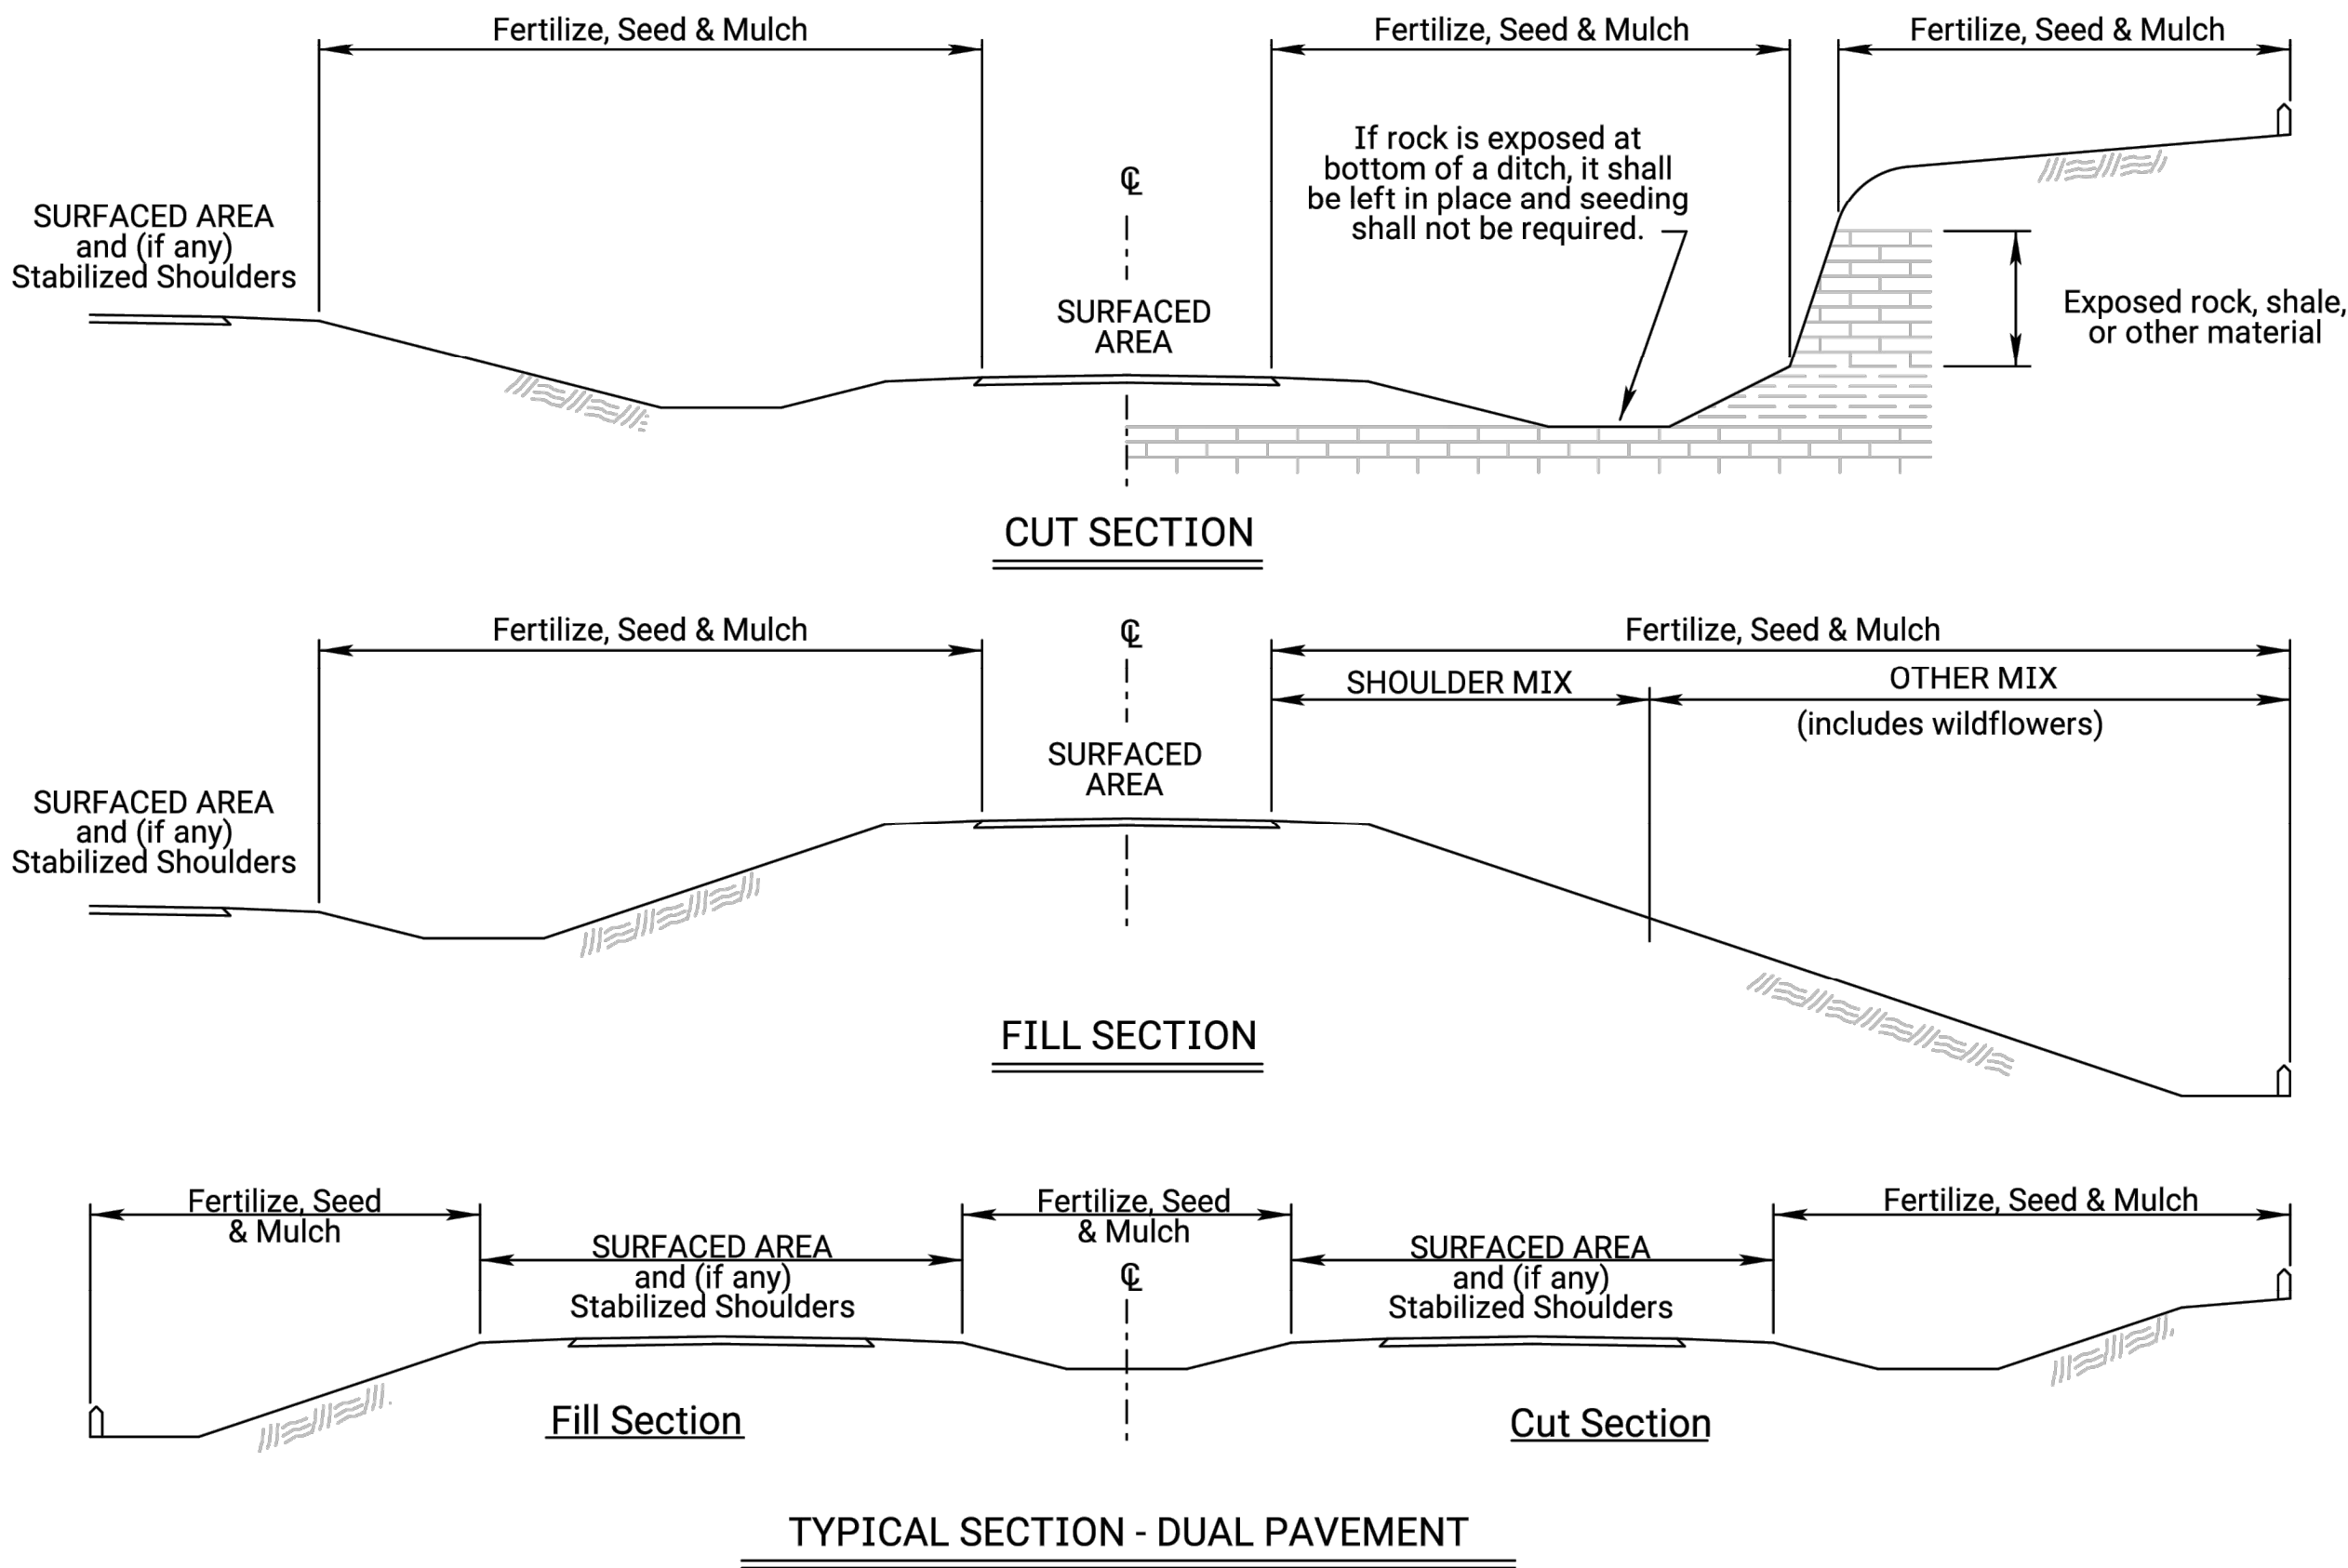 Fertilize, Seed & Mulch
Fertilize, Seed & Mulch
Fertilize, Seed & Mulch
If rock is exposed at
bottom of a ditch, it shall
be left in place and seeding
shall not be required.
℄
SURFACED AREA
and (if any)
Stabilized Shoulders
SURFACED
AREA
Exposed rock, shale,
or other material
CUT SECTION
Fertilize, Seed & Mulch
℄
Fertilize, Seed & Mulch
SHOULDER MIX
OTHER MIX
(includes wildflowers)
SURFACED
AREA
SURFACED AREA
and (if any)
Stabilized Shoulders
FILL SECTION
Fertilize, Seed
& Mulch
Fertilize, Seed
& Mulch
Fertilize, Seed & Mulch
SURFACED AREA
and (if any)
Stabilized Shoulders
℄
SURFACED AREA
and (if any)
Stabilized Shoulders
Fill Section
Cut Section
TYPICAL SECTION - DUAL PAVEMENT